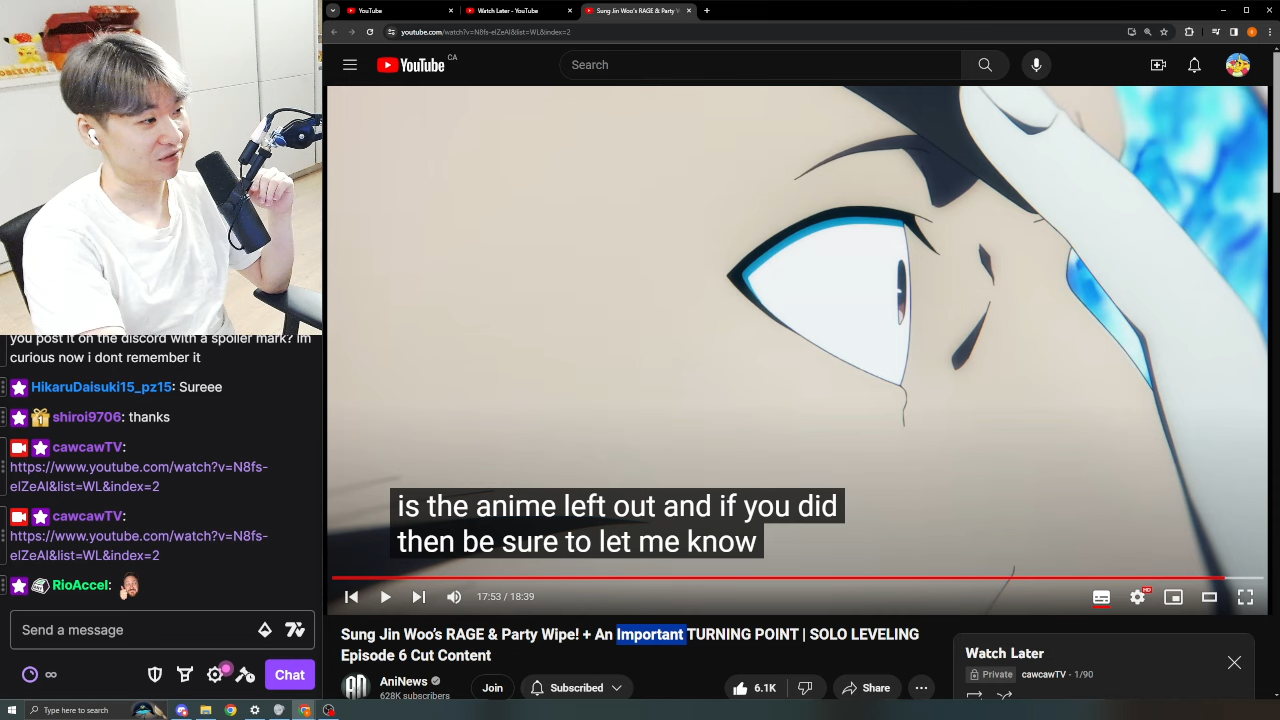 YouTube
Watch Later - YouTube
Sung Jin Woo's RAGE & Party W
youtube.com/watch?v=N8fs-eIZeAI&list=WL&index=2
YouTube CA
Search
you post it on the discord with a spoiler mark? im
curious now i dont remember it
HikaruDaisuki15_pz15: Sureee
shiroi9706: thanks
cawcawTV:
https://www.youtube.com/watch?v=N8fs-
eIZeAI&list=WL&index=2
cawcawTV:
https://www.youtube.com/watch?v=N8fs-
eIZeAI&list=WL&index=2
RioAccel:
Send a message
Chat
is the anime left out and if you did
then be sure to let me know
17:53 / 18:39
HD
Sung Jin Woo's RAGE & Party Wipe! + An Important TURNING POINT | SOLO LEVELING
Episode 6 Cut Content
AniNews
628K subscribers
Join
Subscribed
6.1K
Share
Watch Later
Private cawcawTV - 1/90
Type here to search